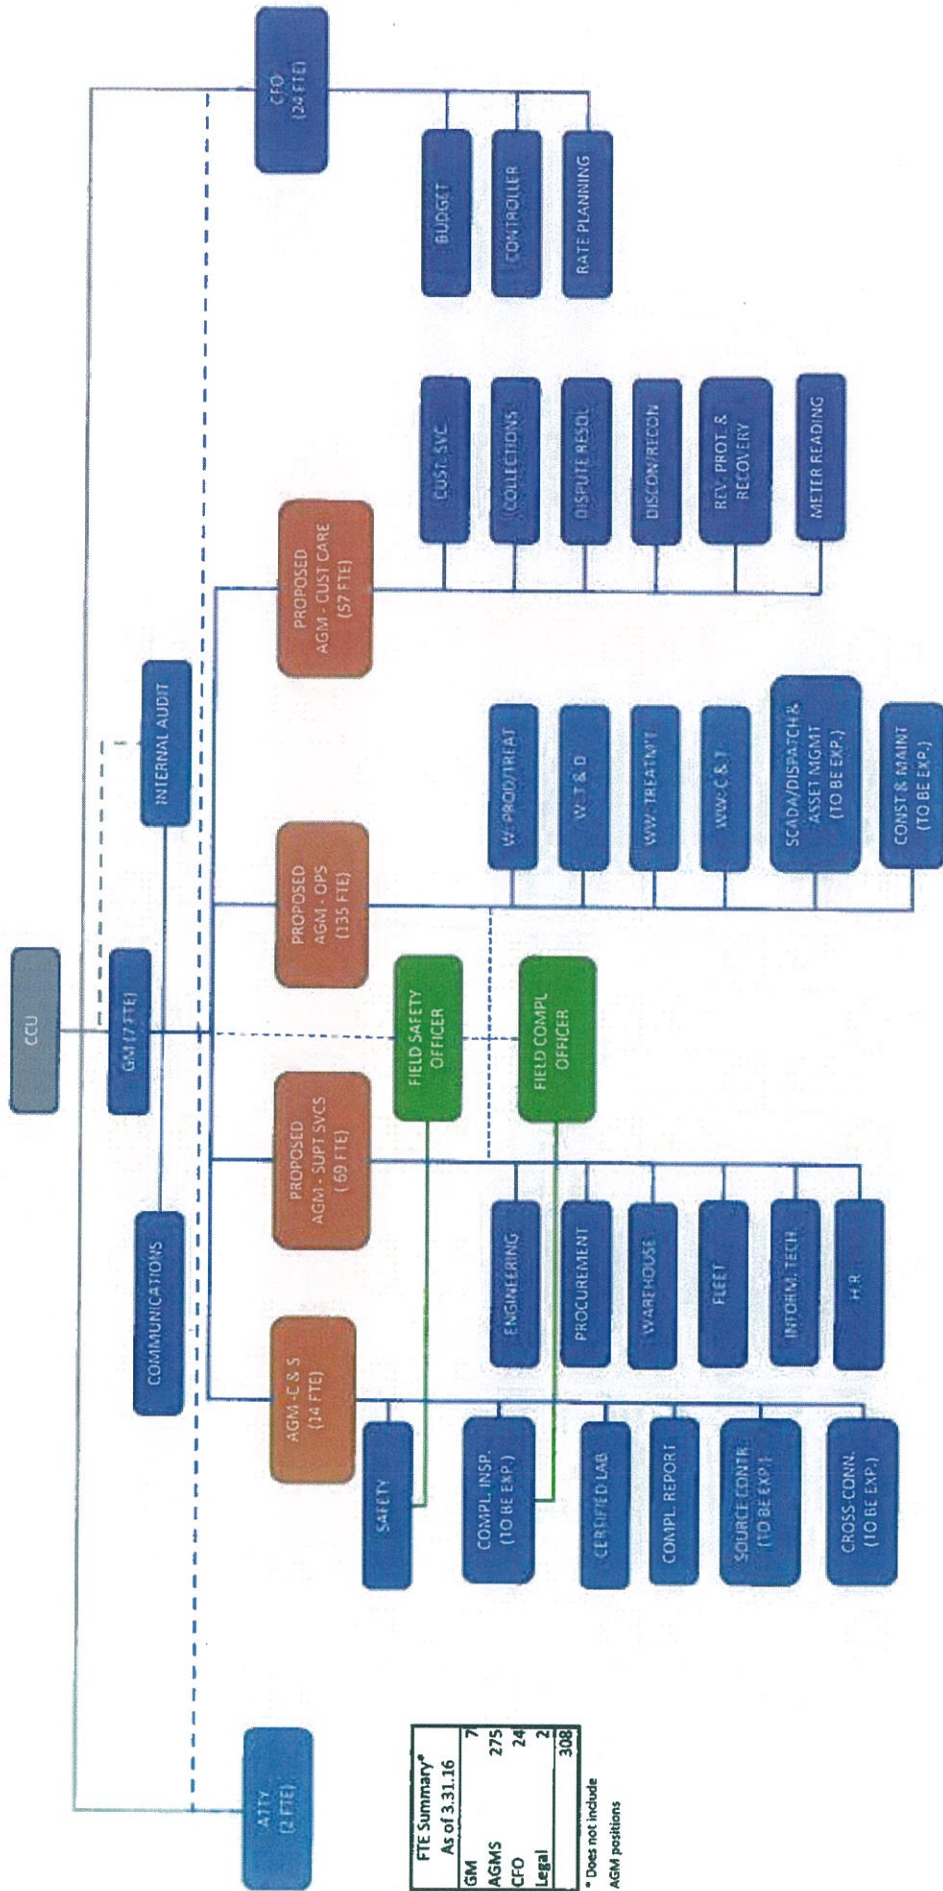 CCU
GM (7 FTE)
COMMUNICATIONS
INTERNAL AUDIT
ATTY
(2 FTE)
CFO
(24 FTE)
AGM -C & S
(14 FTE)
PROPOSED
AGM - SUPT SVCS
( 69 FTE)
PROPOSED
AGM - OPS
(135 FTE)
PROPOSED
AGM - CUST CARE
(57 FTE)
FIELD SAFETY
OFFICER
FIELD COMPL
OFFICER
SAFETY
COMPL. INSP.
(TO BE EXP.)
CERTIFIED LAB
COMPL. REPORT
SOURCE CONTR.
(TO BE EXP.)
CROSS CONN.
(TO BE EXP.)
ENGINEERING
PROCUREMENT
WAREHOUSE
FLEET
INFORM. TECH.
H.R.
W: PROD/TREAT
W: T & D
WW: TREATM'T
WW: C & T
SCADA/DISPATCH &
ASSET MGMT
(TO BE EXP.)
CONST & MAINT
(TO BE EXP.)
CUST. SVC.
COLLECTIONS
DISPUTE RESOL
DISCON/RECON
REV. PROT. &
RECOVERY
METER READING
BUDGET
CONTROLLER
RATE PLANNING
FTE Summary*
As of 3.31.16
GM 7
AGMS 275
CFO 24
Legal 2
308
* Does not include
AGM positions